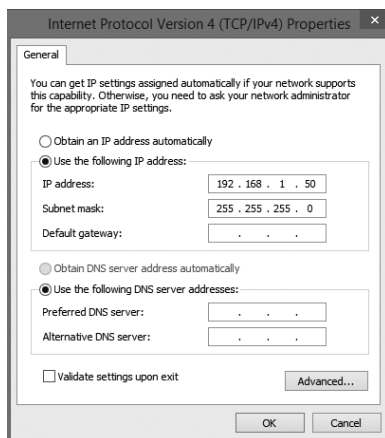 Internet Protocol Version 4 (TCP/IPv4) Properties
×
General
You can get IP settings assigned automatically if your network supports
this capability. Otherwise, you need to ask your network administrator
for the appropriate IP settings.
Obtain an IP address automatically
Use the following IP address:
IP address: 192 . 168 . 1 . 50
Subnet mask: 255 . 255 . 255 . 0
Default gateway: . . .
Obtain DNS server address automatically
Use the following DNS server addresses:
Preferred DNS server: . . .
Alternative DNS server: . . .
Validate settings upon exit
Advanced...
OK Cancel